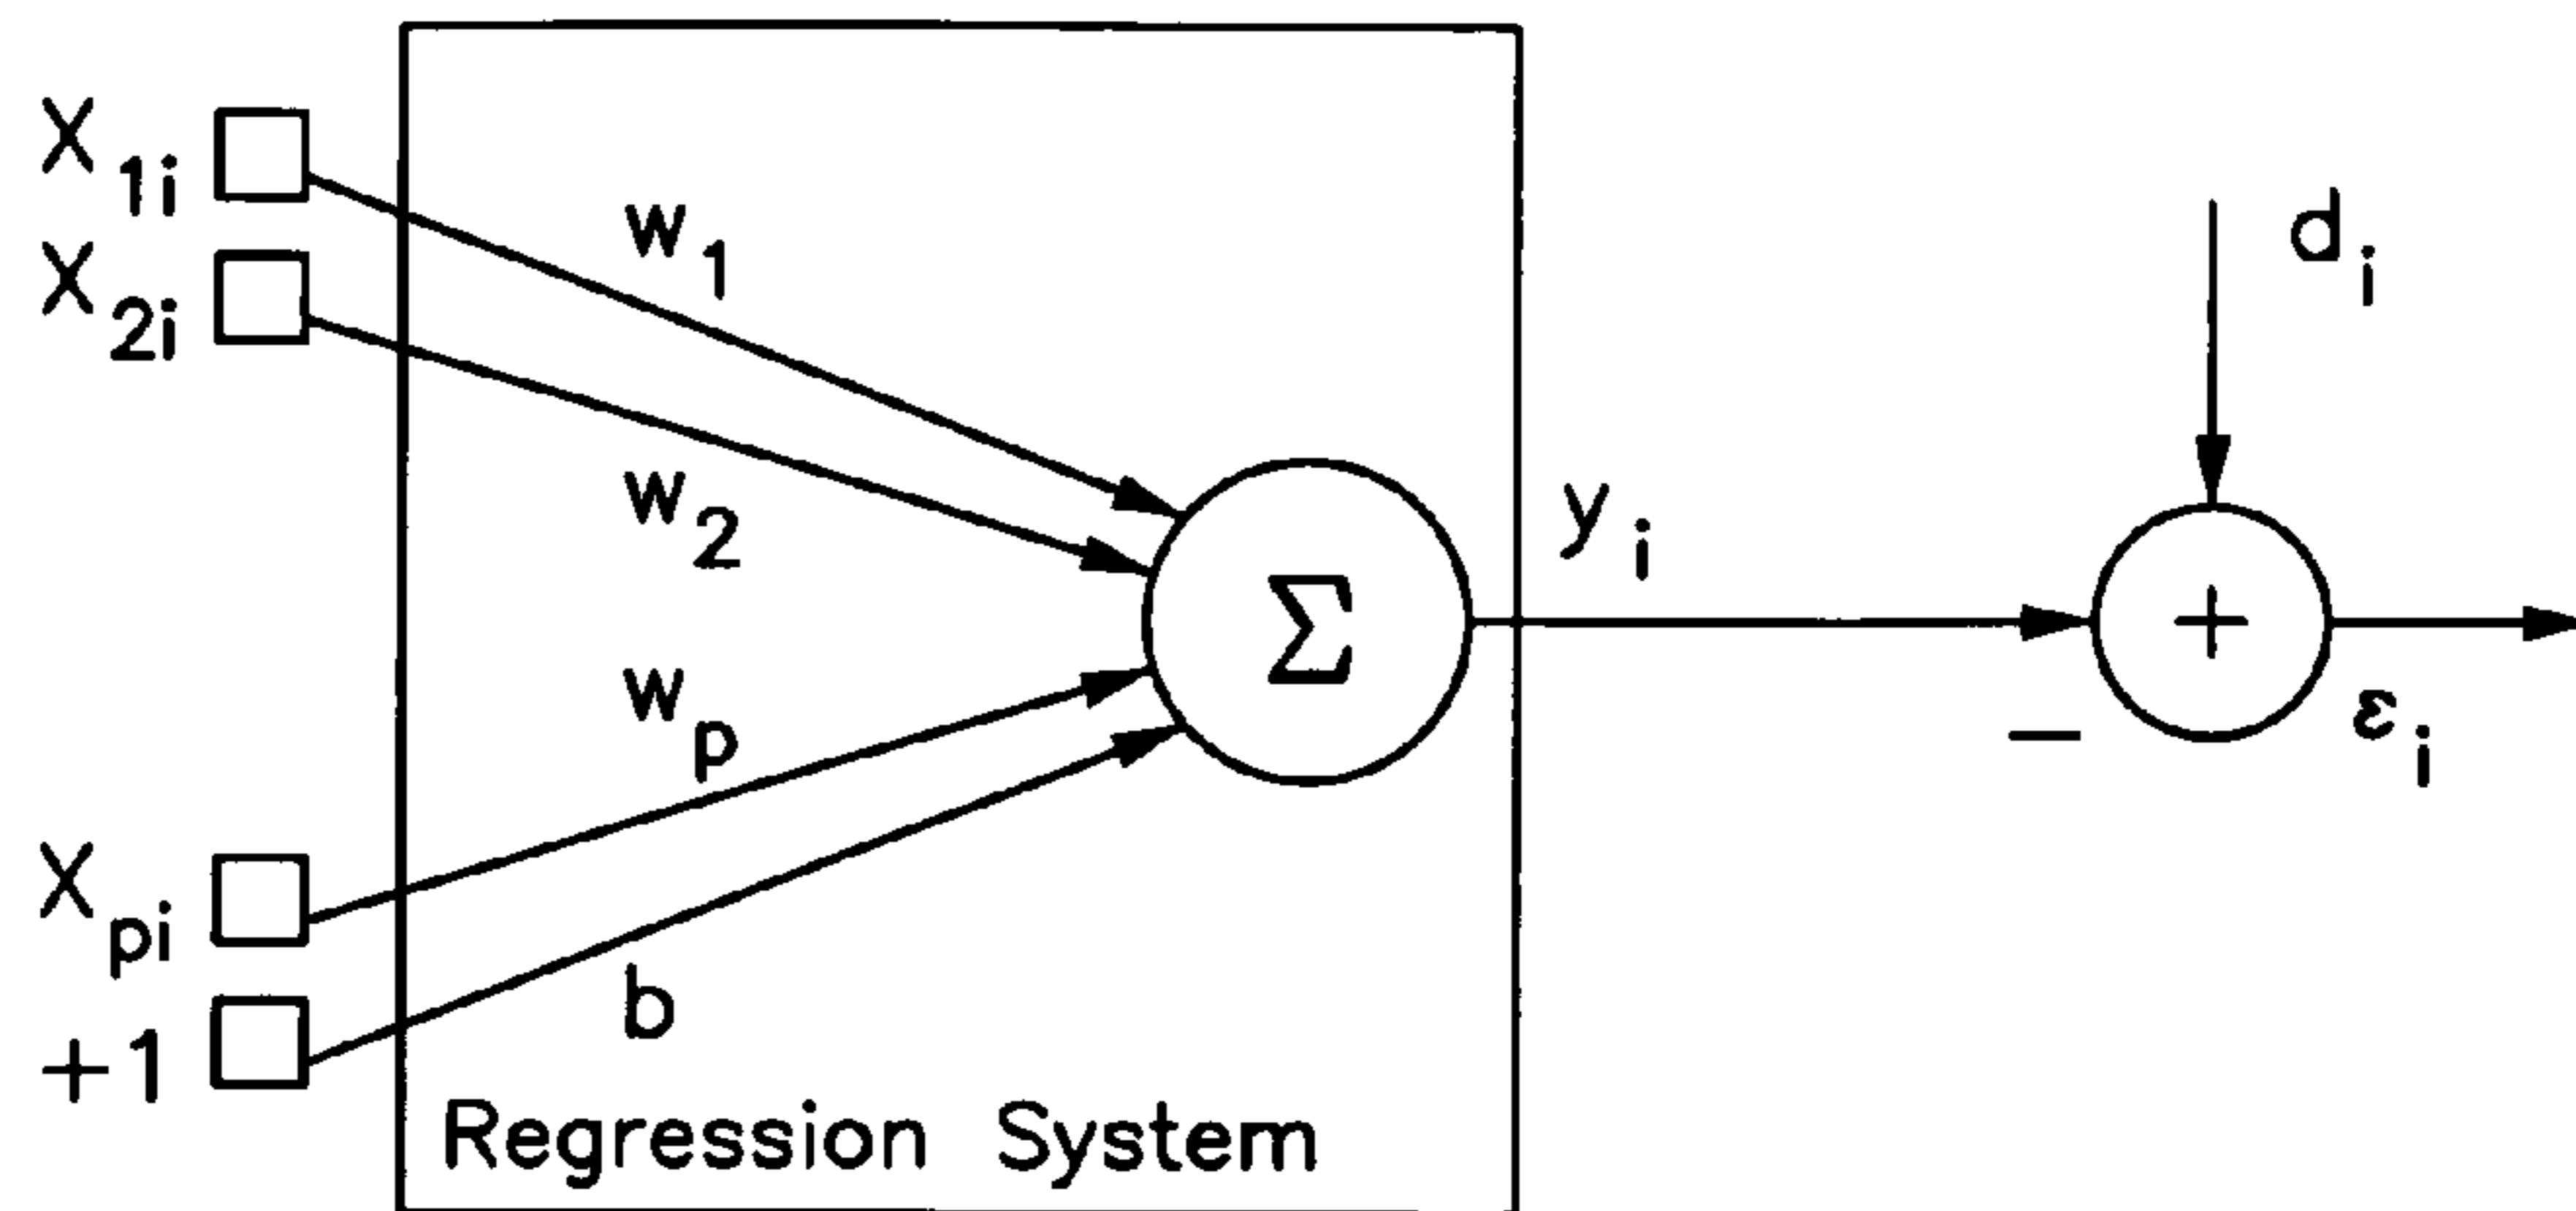 X1i
X2i
Xpi
+1
w1
w2
wp
b
Σ
Regression System
yi
di
+
−
εi